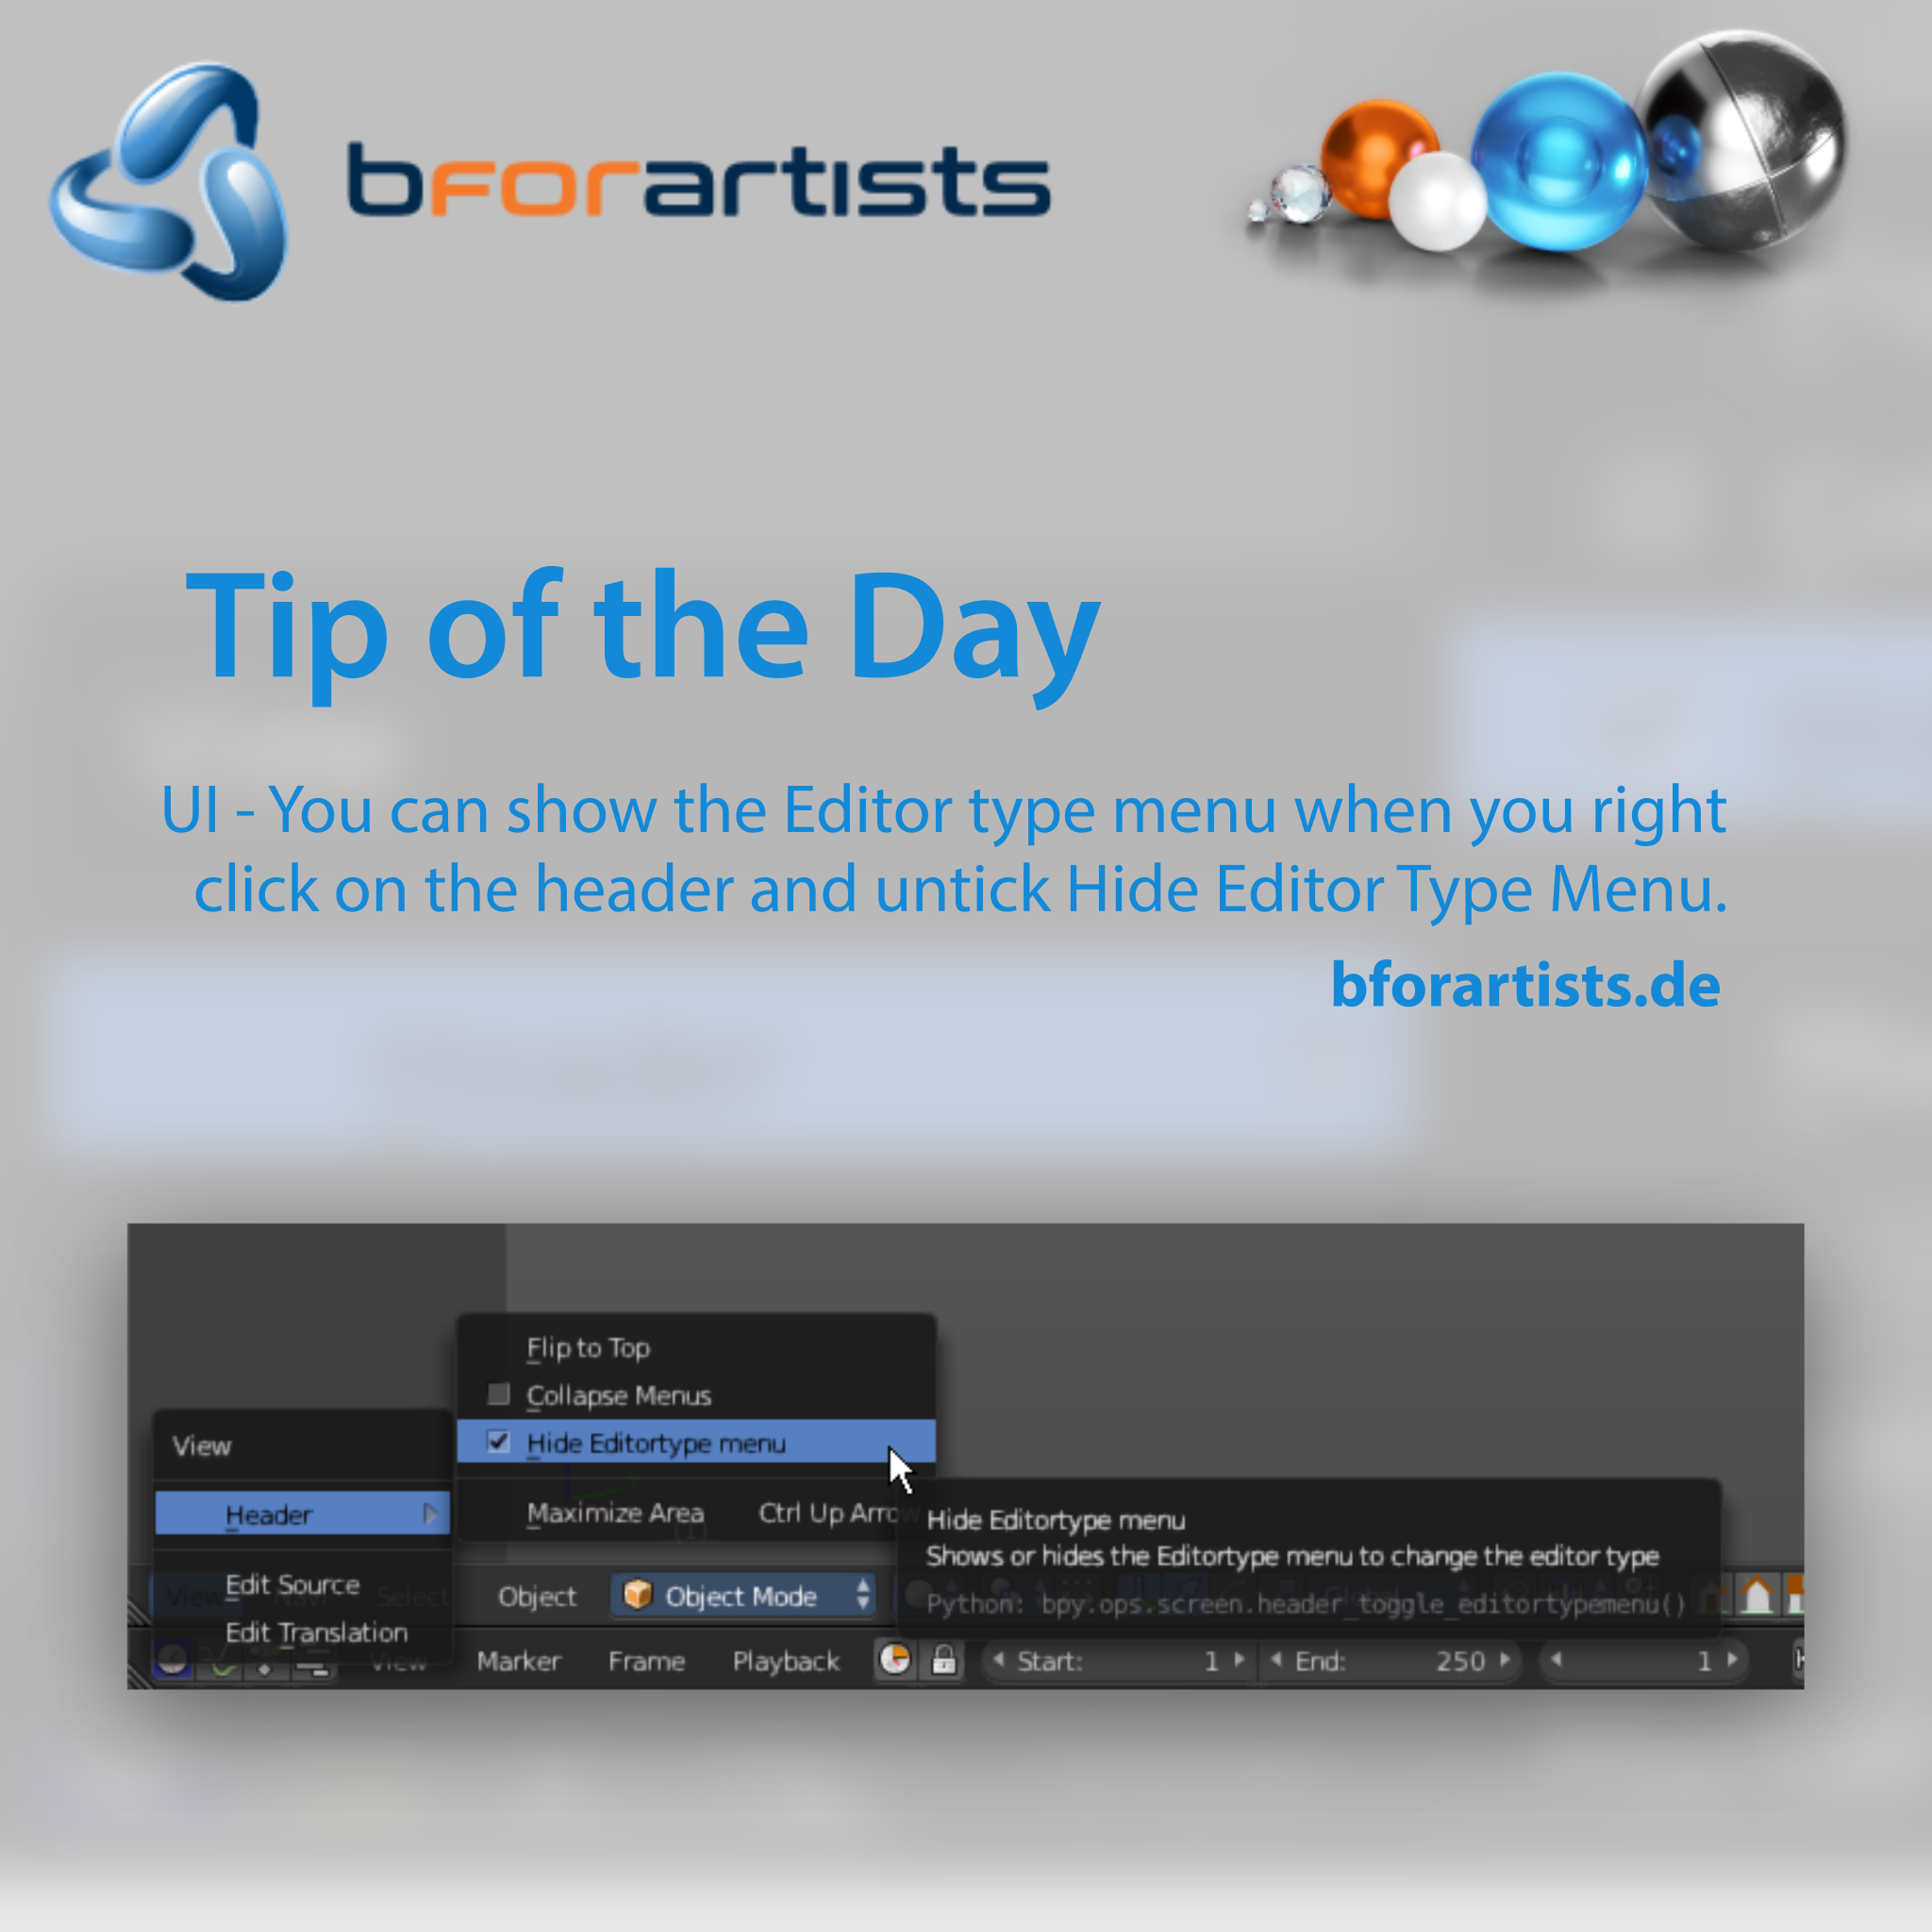 bforartists
Tip of the Day
UI - You can show the Editor type menu when you right
click on the header and untick Hide Editor Type Menu.
bforartists.de
Flip to Top
Collapse Menus
View
Hide Editortype menu
Header
Maximize Area Ctrl Up Arro
Hide Editortype menu
Shows or hides the Editortype menu to change the editor type
Python: bpy.ops.screen.header_toggle_editortypemenu()
Edit Source
Edit Translation
View Navi Select Object Object Mode Global
View Marker Frame Playback Start: 1 End: 250 1